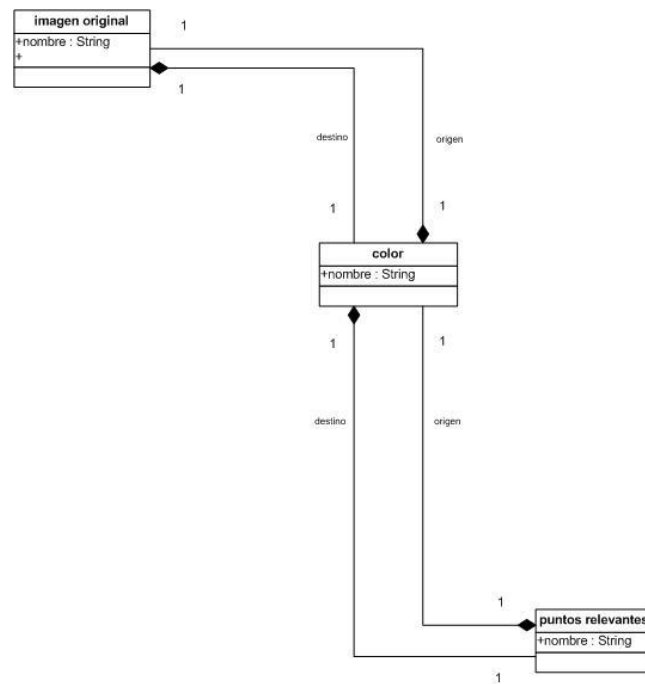 imagen original
+nombre : String
+
1
1
destino
origen
1
1
color
+nombre : String
1
1
destino
origen
1
puntos relevantes
+nombre : String
1